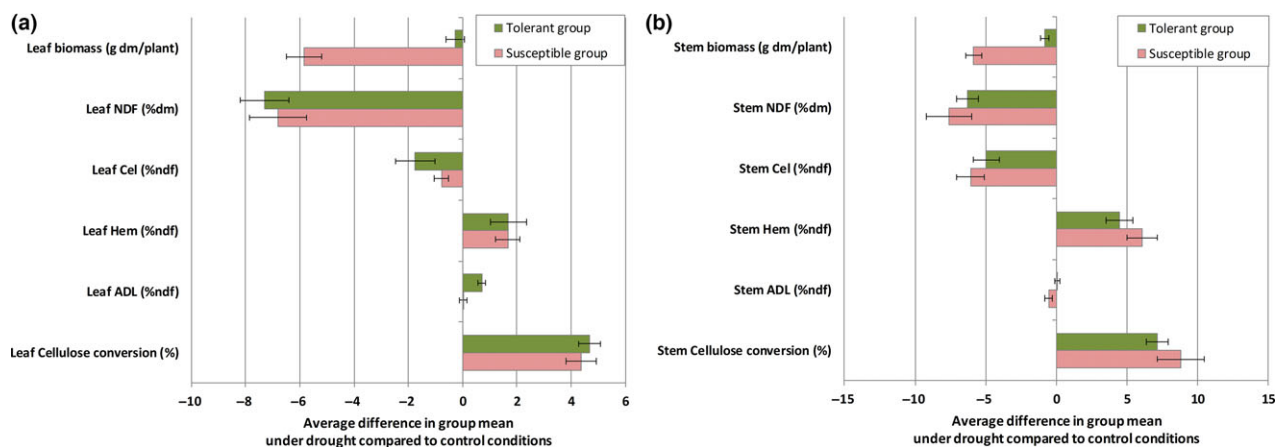 (a)
Tolerant group
Susceptible group
Leaf biomass (g dm/plant)
Leaf NDF (%dm)
Leaf Cel (%ndf)
Leaf Hem (%ndf)
Leaf ADL (%ndf)
Leaf Cellulose conversion (%)
−10 −8 −6 −4 −2 0 2 4 6
Average difference in group mean
under drought compared to control conditions
(b)
Tolerant group
Susceptible group
Stem biomass (g dm/plant)
Stem NDF (%dm)
Stem Cel (%ndf)
Stem Hem (%ndf)
Stem ADL (%ndf)
Stem Cellulose conversion (%)
−15 −10 −5 0 5 10 15
Average difference in group mean
under drought compared to control conditions